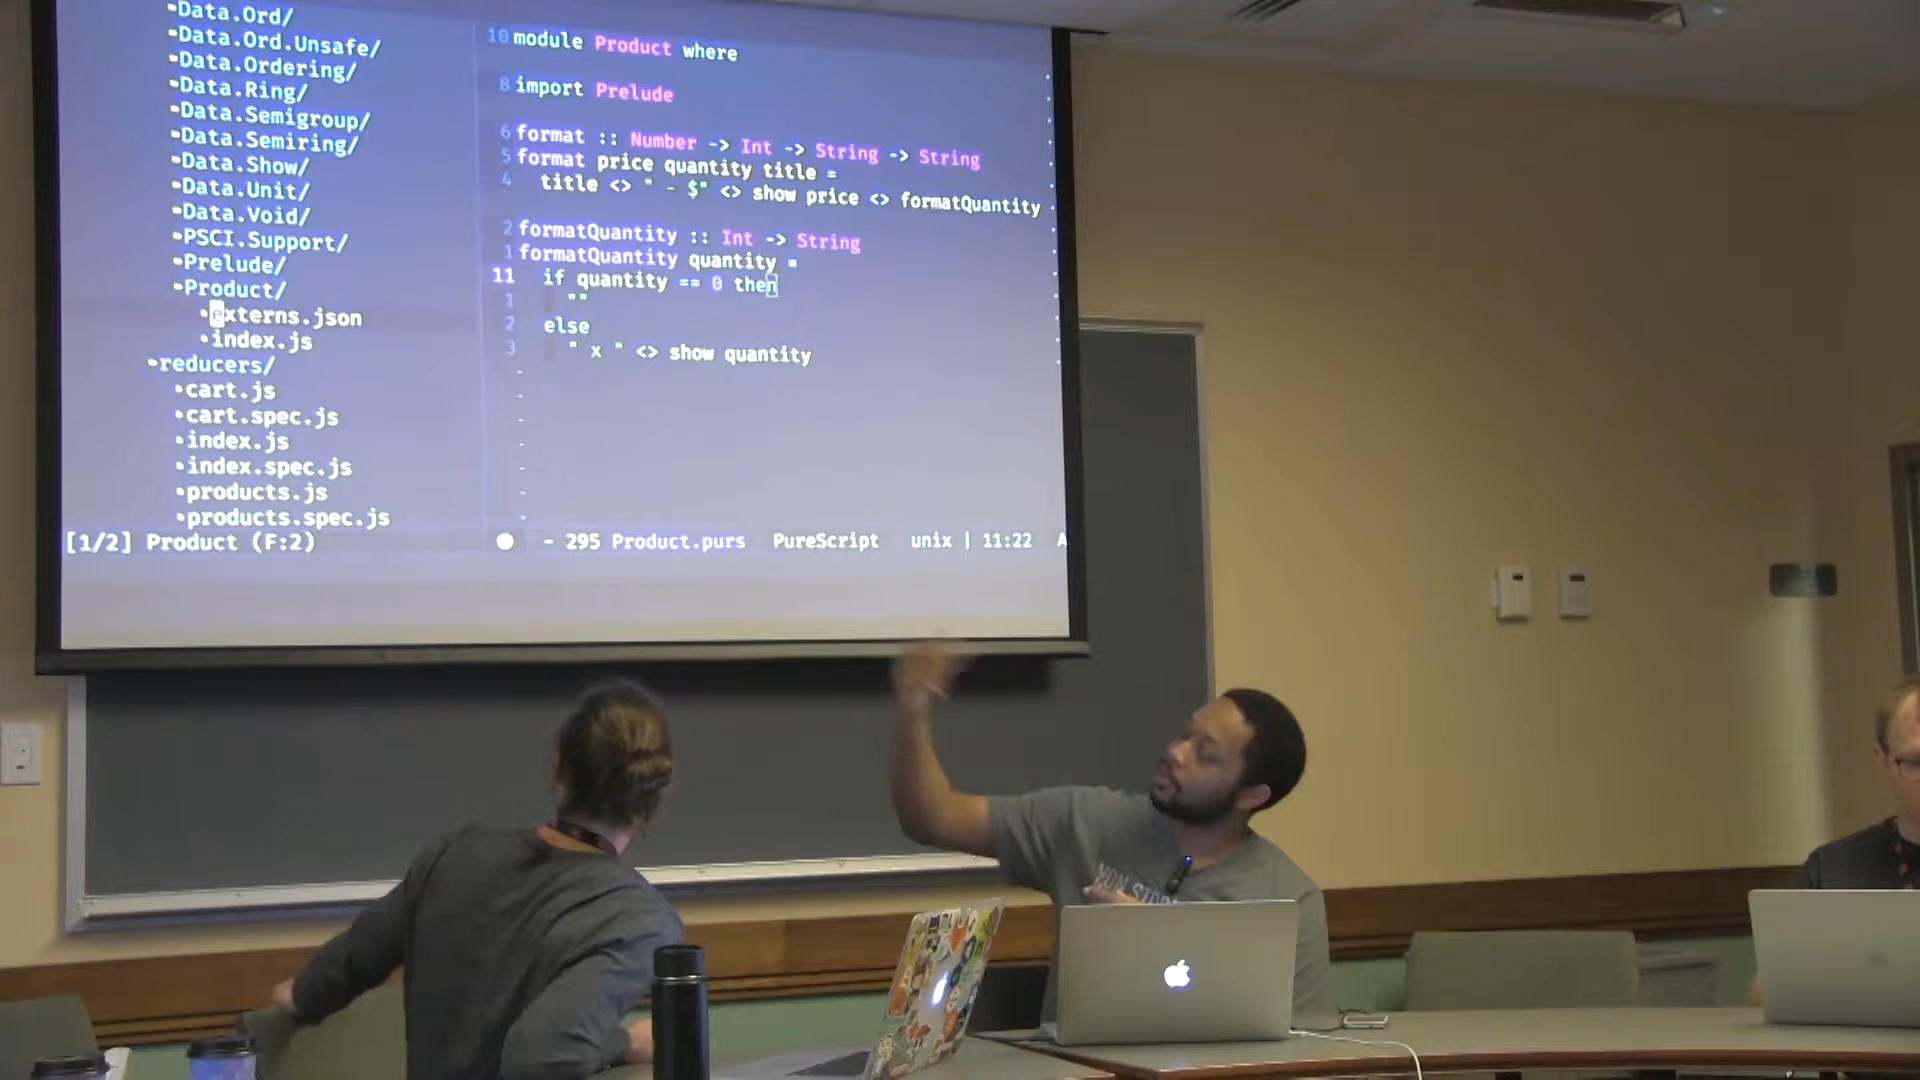 -Data.Ord/
-Data.Ord.Unsafe/
-Data.Ordering/
-Data.Ring/
-Data.Semigroup/
-Data.Semiring/
-Data.Show/
-Data.Unit/
-Data.Void/
-PSCI.Support/
-Prelude/
-Product/
•externs.json
•index.js
-reducers/
•cart.js
•cart.spec.js
•index.js
•index.spec.js
•products.js
•products.spec.js
[1/2] Product (F:2)
10 module Product where
8 import Prelude
6 format :: Number -> Int -> String -> String
5 format price quantity title =
4 title <> " - $" <> show price <> formatQuantity
2 formatQuantity :: Int -> String
1 formatQuantity quantity =
11 if quantity == 0 then
1 ""
2 else
3 " x " <> show quantity
- 295 Product.purs PureScript unix | 11:22 A